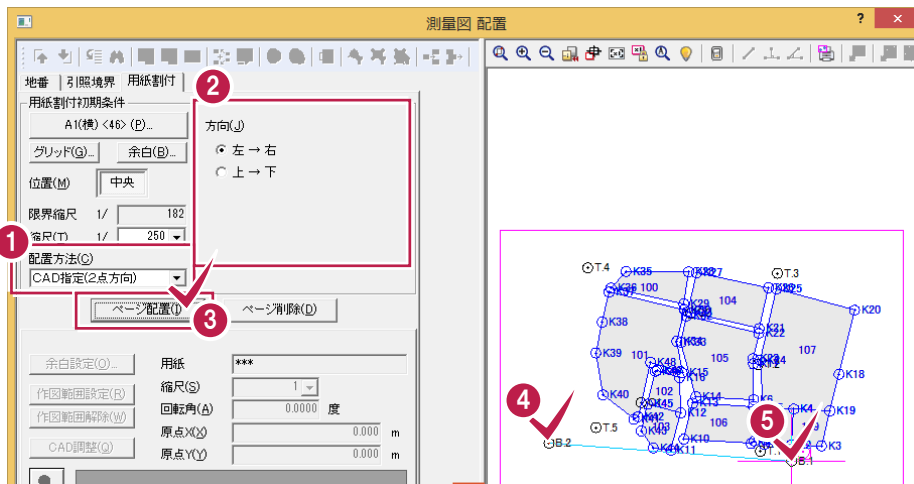 測量図 配置
? ×
地番 引照境界 用紙割付
用紙割付初期条件
A1(横) <46> (P)...
グリッド(G)... 余白(B)...
位置(M) 中央
限界縮尺 1/ 182
縮尺(T) 1/ 250
配置方法(C)
CAD指定(2点方向)
方向(J)
左 → 右
上 → 下
1
2
3
ページ配置(I) ページ削除(D)
余白設定(O)...
作図範囲設定(R)
作図範囲解除(W)
CAD調整(Q)
用紙 ***
縮尺(S) 1
回転角(A) 0.0000 度
原点X(X) 0.000 m
原点Y(Y) 0.000 m
4
5
T.4
K35
K27
T.3
100
104
K29
K20
K38
K21
107
101
105
K39
K48
K15
K16
K18
K40
102
K14
K13
K6
K4
K19
K12
T.5
103
106
K10
K11
K3
B.2
B.1